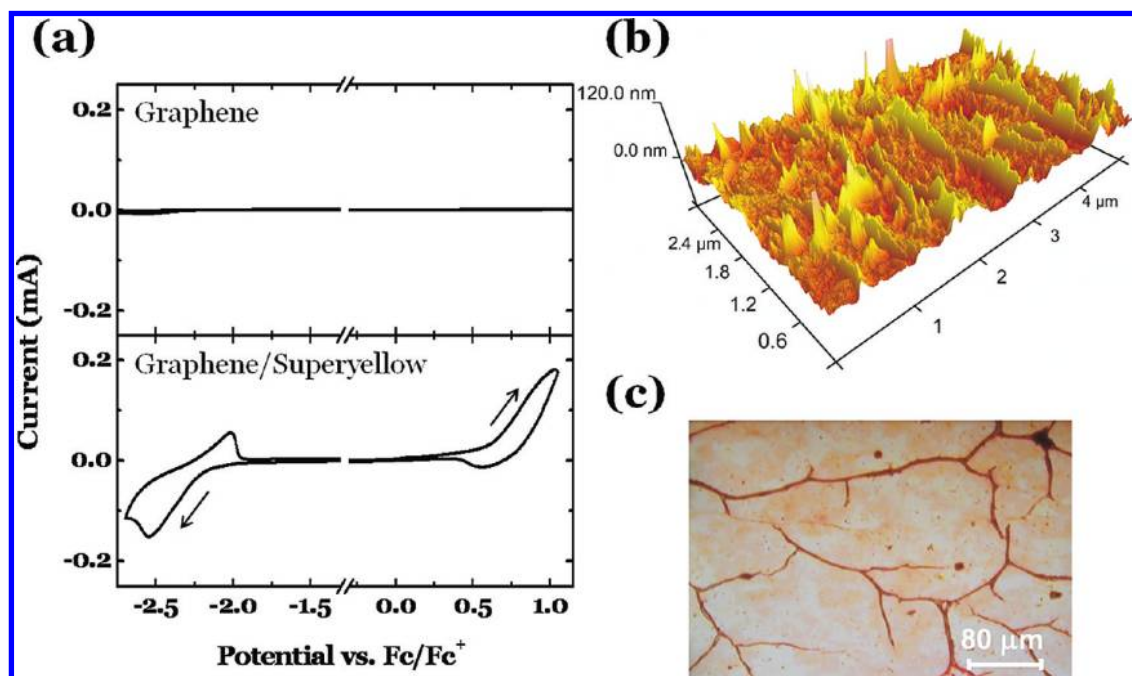 (a)
Graphene
0.2
0.0
-0.2
Graphene/Superyellow
0.2
0.0
-0.2
Current (mA)
-2.5 -2.0 -1.5 0.0 0.5 1.0
Potential vs. Fc/Fc⁺
(b)
120.0 nm
0.0 nm
2.4 µm
1.8
1.2
0.6
1
2
3
4 µm
(c)
80 µm